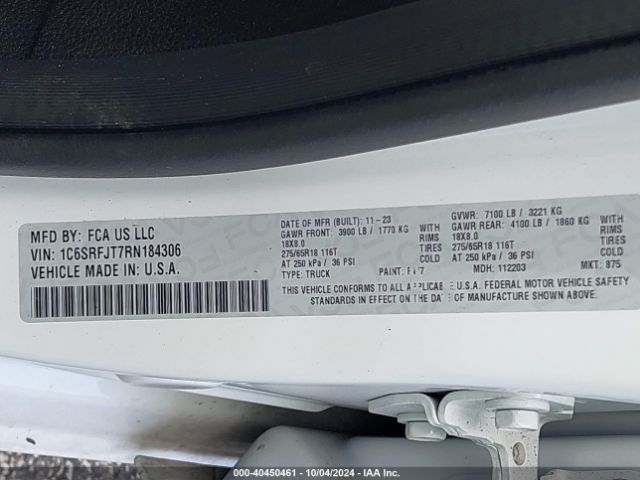 MFD BY: FCA US LLC
VIN: 1C6SRFJT7RN184306
VEHICLE MADE IN: U.S.A.
DATE OF MFR (BUILT): 11-23
GAWR FRONT: 3900 LB / 1770 KG WITH
18X8.0 RIMS
275/65R18 116T TIRES
AT 250 kPa / 36 PSI COLD
TYPE: TRUCK PAINT:
GVWR: 7100 LB / 3221 KG
GAWR REAR: 4100 LB / 1860 KG WITH
18X8.0 RIMS
275/65R18 116T TIRES
AT 250 kPa / 36 PSI COLD
MDH: 112203 MKT: 875
THIS VEHICLE CONFORMS TO ALL U.S.A. FEDERAL MOTOR VEHICLE SAFETY
STANDARDS IN EFFECT ON THE OF MANUFACTURE SHOWN ABOVE.
©40450461 - 10/04/2024 - IAA Inc.